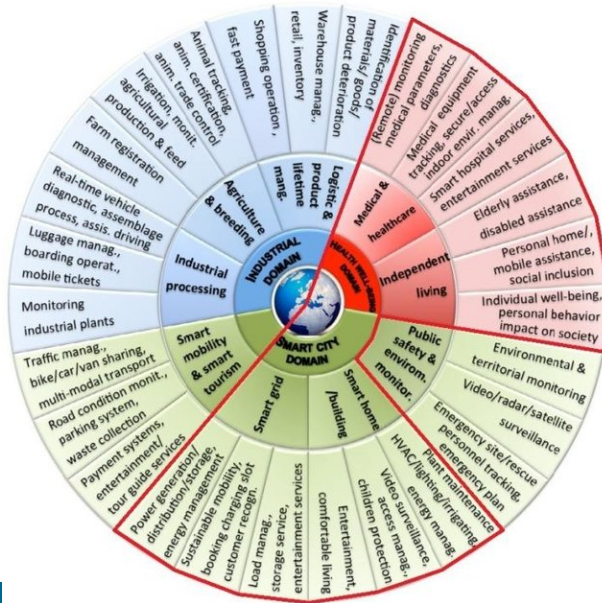 INDUSTRIAL
DOMAIN
HEALTH WELL-BEING
DOMAIN
SMART CITY
DOMAIN
Logistic &
product
lifetime
mang.
Agriculture
& breeding
Industrial
processing
Medical &
healthcare
Independent
living
Public
safety &
environm.
monitor.
Smart home
/building
Smart grid
Smart
mobility
& smart
tourism
Identification of
materials/ goods/
product deterioration
Warehouse manag.,
retail, inventory
Shopping operation ,
fast payment
Animal tracking,
anim. certification,
anim. trade control
Irrigation, monit.
agricultural
production & feed
Farm registration
management
Real-time vehicle
diagnostic, assemblage
process, assis. driving
Luggage manag.,
boarding operat.,
mobile tickets
Monitoring
industrial plants
(Remote) monitoring
medical parameters,
diagnostics
Medical equipment
tracking, secure/access
indoor envir. manag.
Smart hospital services,
entertainment services
Elderly assistance,
disabled assistance
Personal home/,
mobile assistance,
social inclusion
Individual well-being,
personal behavior
impact on society
Environmental &
territorial monitoring
Video/radar/satellite
surveillance
Emergency site/rescue
personnel tracking,
emergency plan
Plant maintenance
HVAC/lighting/irrigating
energy manag.
Video surveillance,
access manag.,
children protection
Entertainment,
comfortable living
Load manag.,
storage service,
entertainment services
Sustainable mobility,
booking charging slot
customer recogn.
Power generation/
distribution/storage,
energy management
Payment systems,
entertainment/
tour guide services
Road condition monit.,
parking system,
waste collection
Traffic manag.,
bike/car/van sharing,
multi-modal transport